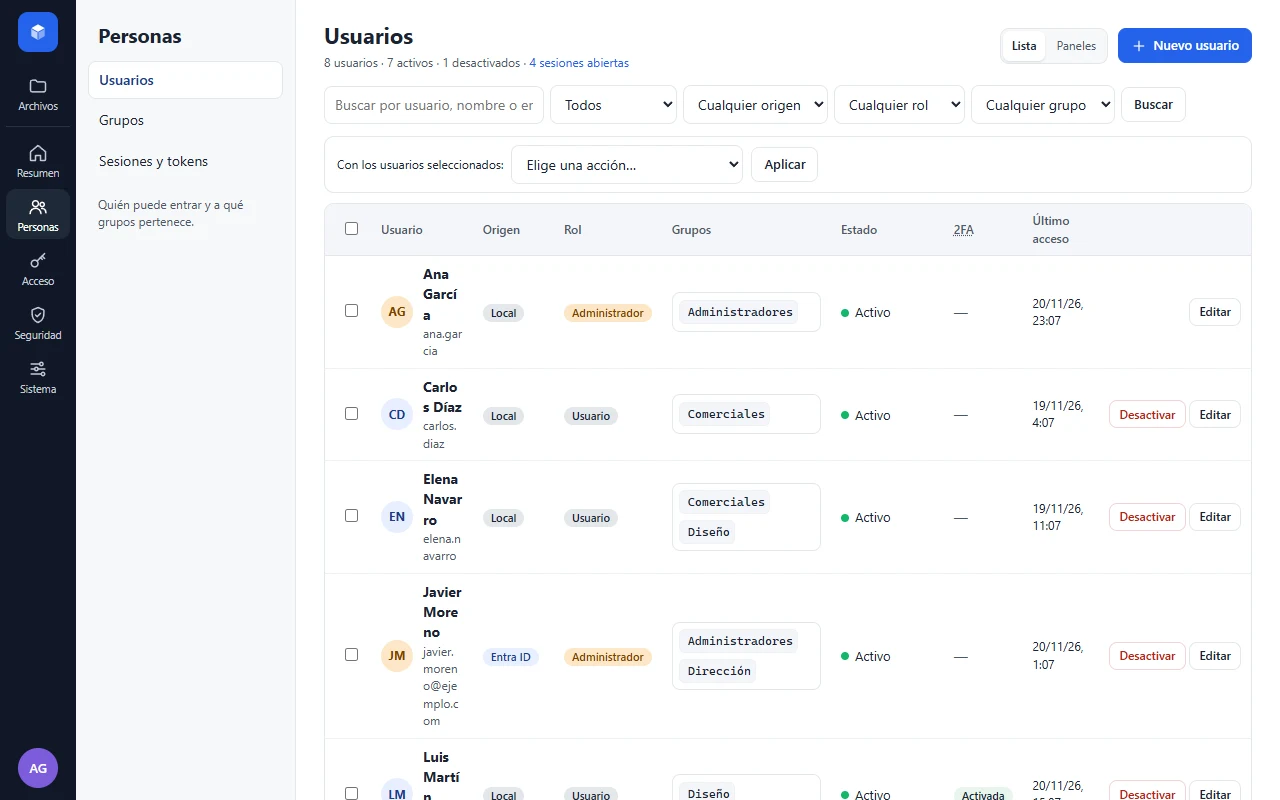 Archivos
Resumen
Personas
Acceso
Seguridad
Sistema
AG
Personas
Usuarios
Grupos
Sesiones y tokens
Quién puede entrar y a qué
grupos pertenece.
Usuarios
8 usuarios · 7 activos · 1 desactivados · 4 sesiones abiertas
Lista
Paneles
+ Nuevo usuario
Buscar por usuario, nombre o er
Todos
Cualquier origen
Cualquier rol
Cualquier grupo
Buscar
Con los usuarios seleccionados:
Elige una acción...
Aplicar
Usuario
Origen
Rol
Grupos
Estado
2FA
Último
acceso
AG
Ana
Garcí
a
ana.gar
cia
Local
Administrador
Administradores
Activo
—
20/11/26,
23:07
Editar
CD
Carlo
s Díaz
carlos.
diaz
Local
Usuario
Comerciales
Activo
—
19/11/26,
4:07
Desactivar
Editar
EN
Elena
Navar
ro
elena.n
avarro
Local
Usuario
Comerciales
Diseño
Activo
—
19/11/26,
11:07
Desactivar
Editar
JM
Javier
More
no
javier.
moren
o@eje
mplo.c
om
Entra ID
Administrador
Administradores
Dirección
Activo
—
20/11/26,
1:07
Desactivar
Editar
LM
Luis
Martí
n
Local
Usuario
Diseño
Activo
Activada
20/11/26,
Desactivar
Editar